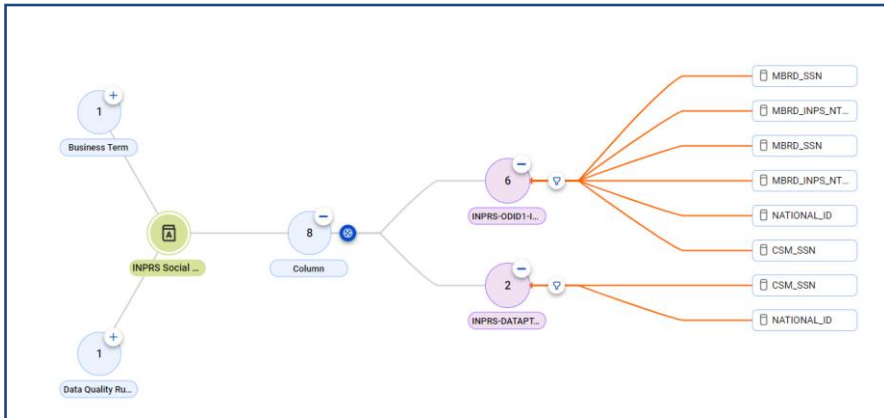 1
Business Term
INPRS Social ...
8
Column
1
Data Quality Ru...
6
INPRS-ODID1-I...
2
INPRS-DATAPT...
MBRD_SSN
MBRD_INPS_NT...
MBRD_SSN
MBRD_INPS_NT...
NATIONAL_ID
CSM_SSN
CSM_SSN
NATIONAL_ID